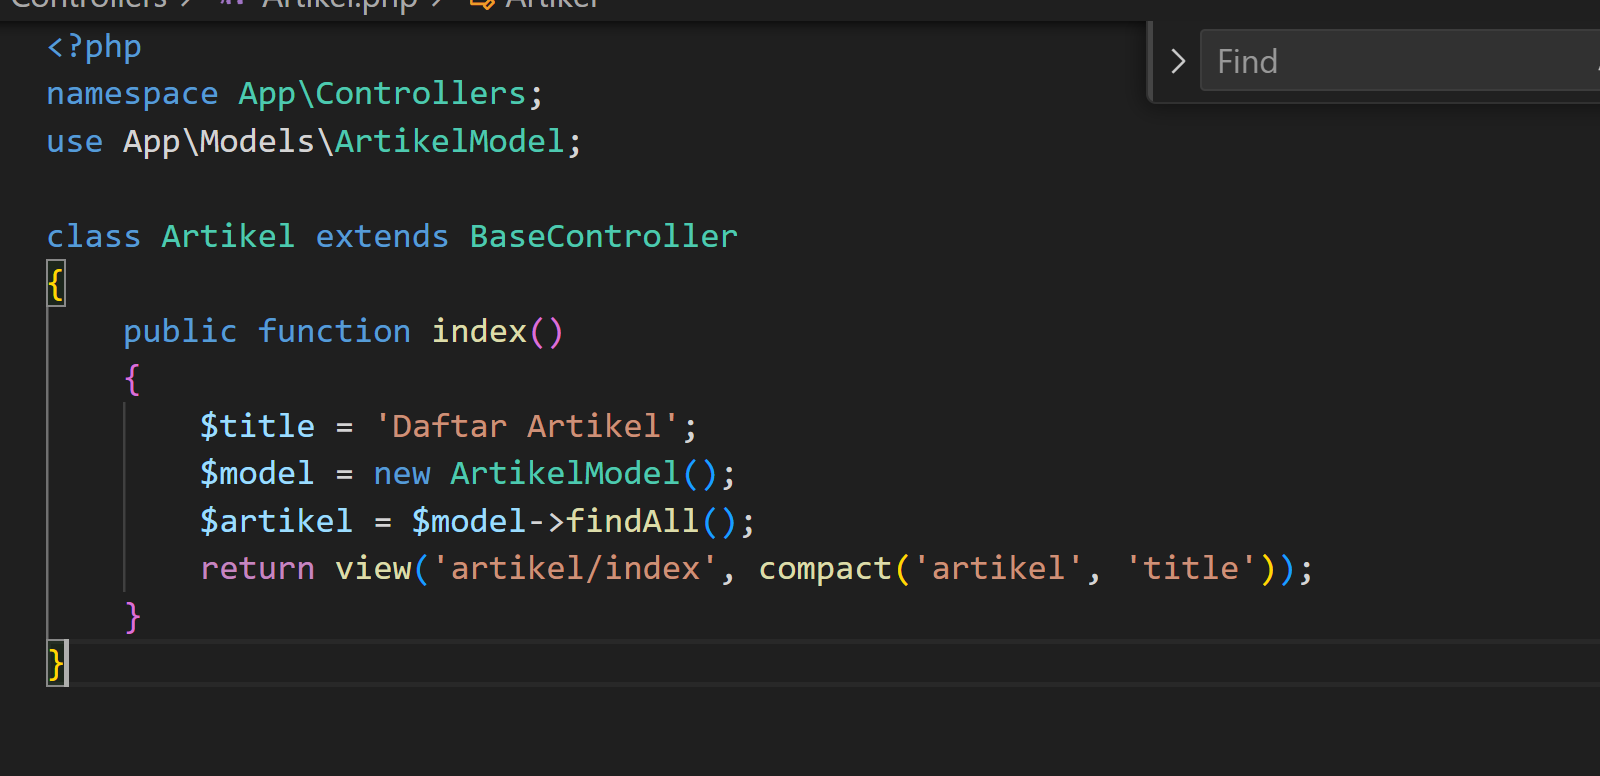 Controllers > Artikel.php > Artikel
<?php
Find
namespace App\Controllers;
use App\Models\ArtikelModel;
class Artikel extends BaseController
{
public function index()
{
$title = 'Daftar Artikel';
$model = new ArtikelModel();
$artikel = $model->findAll();
return view('artikel/index', compact('artikel', 'title'));
}
}